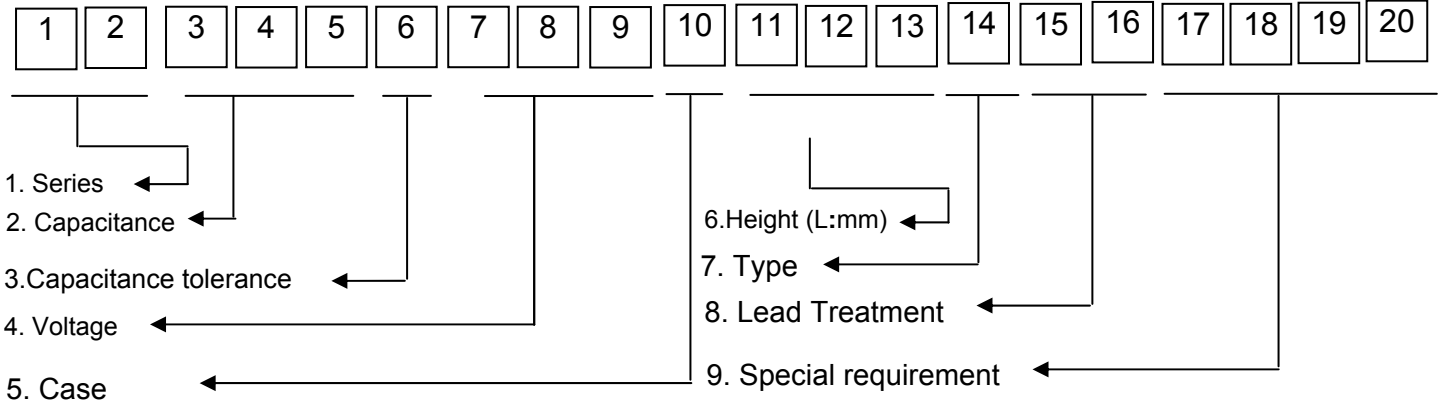 1 2 3 4 5 6 7 8 9 10 11 12 13 14 15 16 17 18 19 20
1. Series
2. Capacitance
3.Capacitance tolerance
4. Voltage
5. Case
6.Height (L:mm)
7. Type
8. Lead Treatment
9. Special requirement